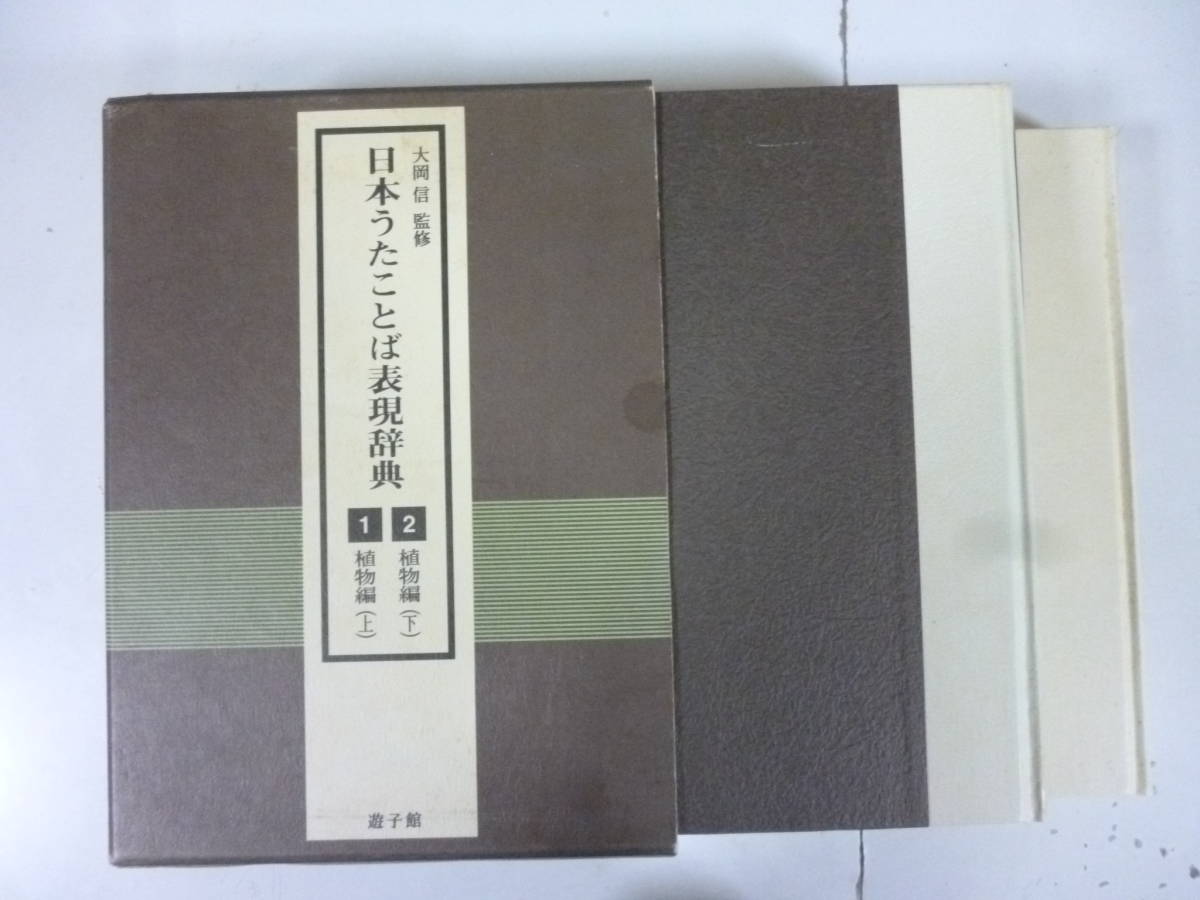 大岡信 監修
日本うたことば表現辞典
2 植物編(下)
1 植物編(上)
遊子館